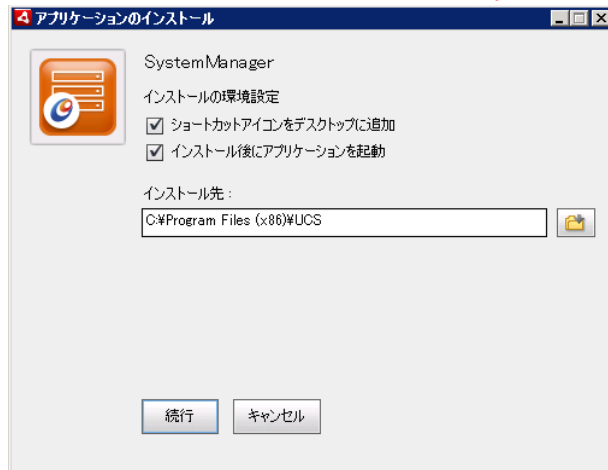 アプリケーションのインストール
SystemManager
インストールの環境設定
ショートカットアイコンをデスクトップに追加
インストール後にアプリケーションを起動
インストール先：
C:¥Program Files (x86)¥UCS
続行
キャンセル